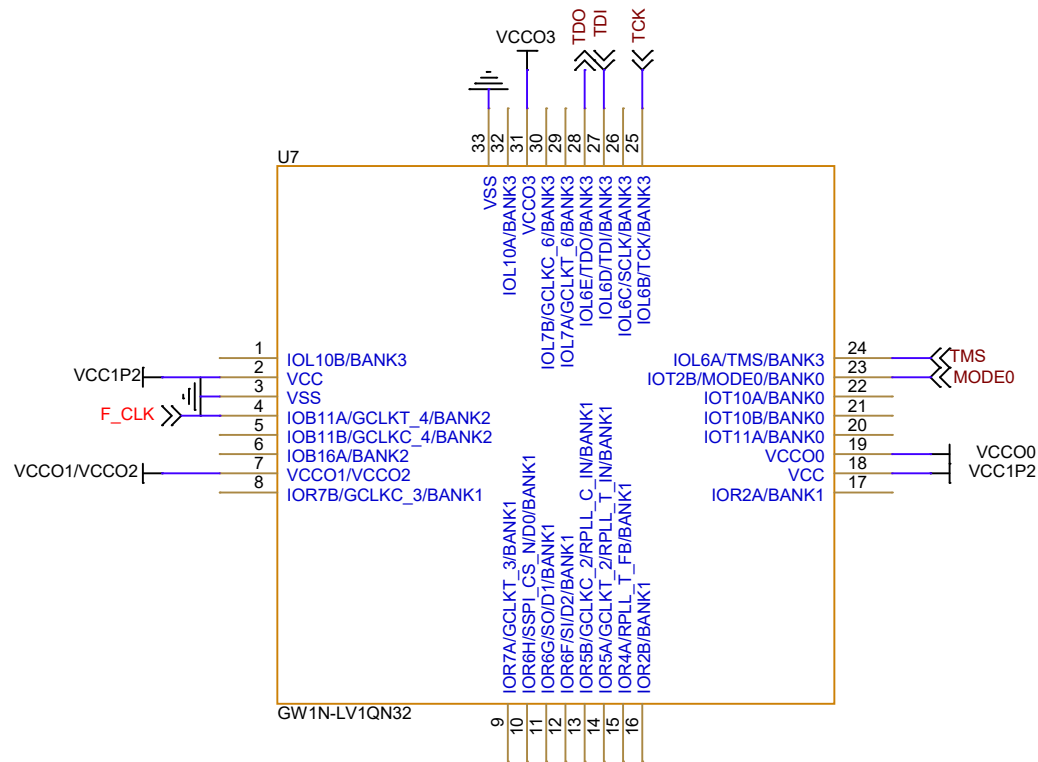 TDO
TDI
TCK
VCCO3
33
32
31
30
29
28
27
26
25
U7
VSS
IOL10A/BANK3
VCCO3
IOL7B/GCLKC_6/BANK3
IOL7A/GCLKT_6/BANK3
IOL6E/TDO/BANK3
IOL6D/TDI/BANK3
IOL6C/SCLK/BANK3
IOL6B/TCK/BANK3
1 IOL10B/BANK3
VCC1P2 2 VCC
3 VSS
F_CLK 4 IOB11A/GCLKT_4/BANK2
5 IOB11B/GCLKC_4/BANK2
6 IOB16A/BANK2
VCCO1/VCCO2 7 VCCO1/VCCO2
8 IOR7B/GCLKC_3/BANK1
IOL6A/TMS/BANK3 24 TMS
IOT2B/MODE0/BANK0 23 MODE0
IOT10A/BANK0 22
IOT10B/BANK0 21
IOT11A/BANK0 20
VCCO0 19 VCCO0
VCC 18 VCC1P2
IOR2A/BANK1 17
IOR7A/GCLKT_3/BANK1
IOR6H/SSPI_CS_N/D0/BANK1
IOR6G/SO/D1/BANK1
IOR6F/SI/D2/BANK1
IOR5B/GCLKC_2/RPLL_C_IN/BANK1
IOR5A/GCLKT_2/RPLL_T_IN/BANK1
IOR4A/RPLL_T_FB/BANK1
IOR2B/BANK1
GW1N-LV1QN32
9
10
11
12
13
14
15
16